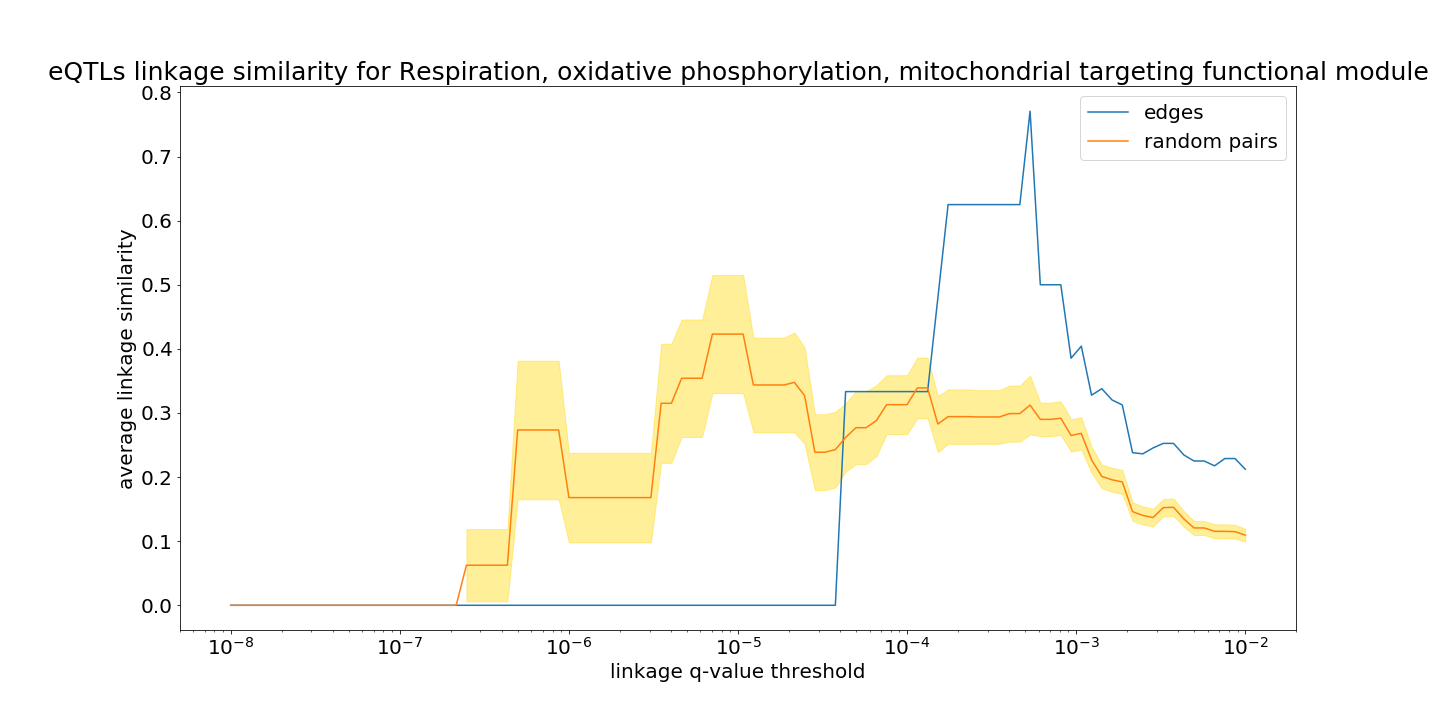 eQTLs linkage similarity for Respiration, oxidative phosphorylation, mitochondrial targeting functional module
edges
random pairs
average linkage similarity
0.8
0.7
0.6
0.5
0.4
0.3
0.2
0.1
0.0
10⁻⁸ 10⁻⁷ 10⁻⁶ 10⁻⁵ 10⁻⁴ 10⁻³ 10⁻²
linkage q-value threshold